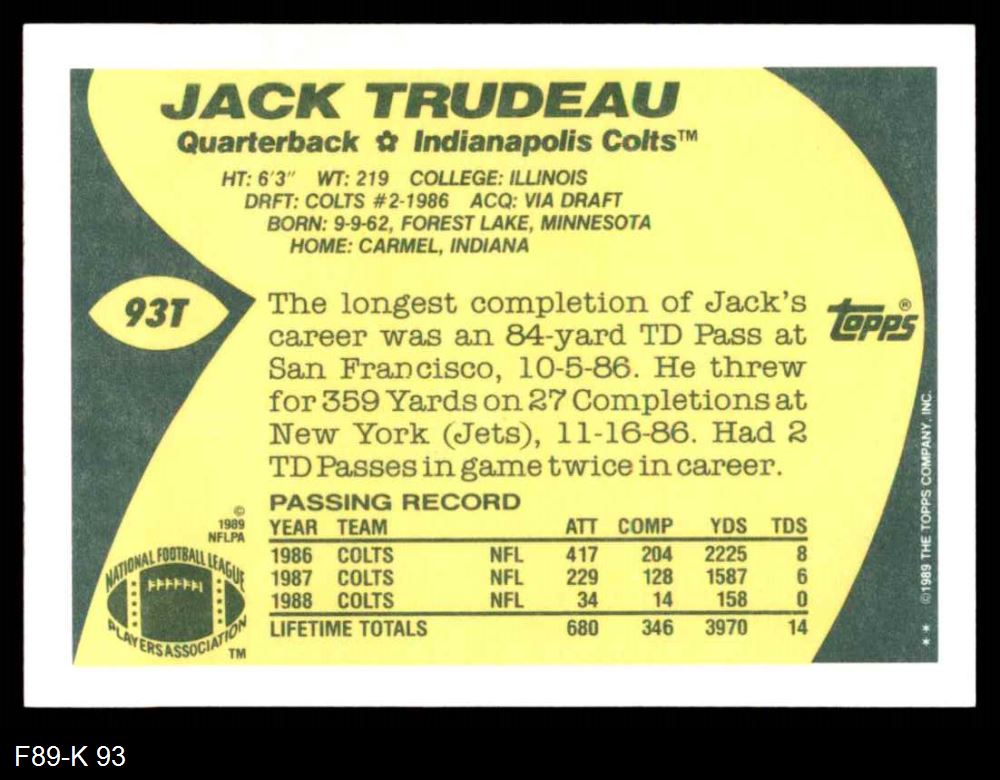 JACK TRUDEAU
Quarterback ✿ Indianapolis Colts™
HT: 6'3" WT: 219 COLLEGE: ILLINOIS
DRFT: COLTS #2-1986 ACQ: VIA DRAFT
BORN: 9-9-62, FOREST LAKE, MINNESOTA
HOME: CARMEL, INDIANA
93T
The longest completion of Jack's
career was an 84-yard TD Pass at
San Francisco, 10-5-86. He threw
for 359 Yards on 27 Completions at
New York (Jets), 11-16-86. Had 2
TD Passes in game twice in career.
topps®
PASSING RECORD
YEAR TEAM ATT COMP YDS TDS
1986 COLTS NFL 417 204 2225 8
1987 COLTS NFL 229 128 1587 6
1988 COLTS NFL 34 14 158 0
LIFETIME TOTALS 680 346 3970 14
©
1989
NFLPA
NATIONAL FOOTBALL LEAGUE
PLAYERS ASSOCIATION
TM
** ©1989 THE TOPPS COMPANY, INC.
F89-K 93